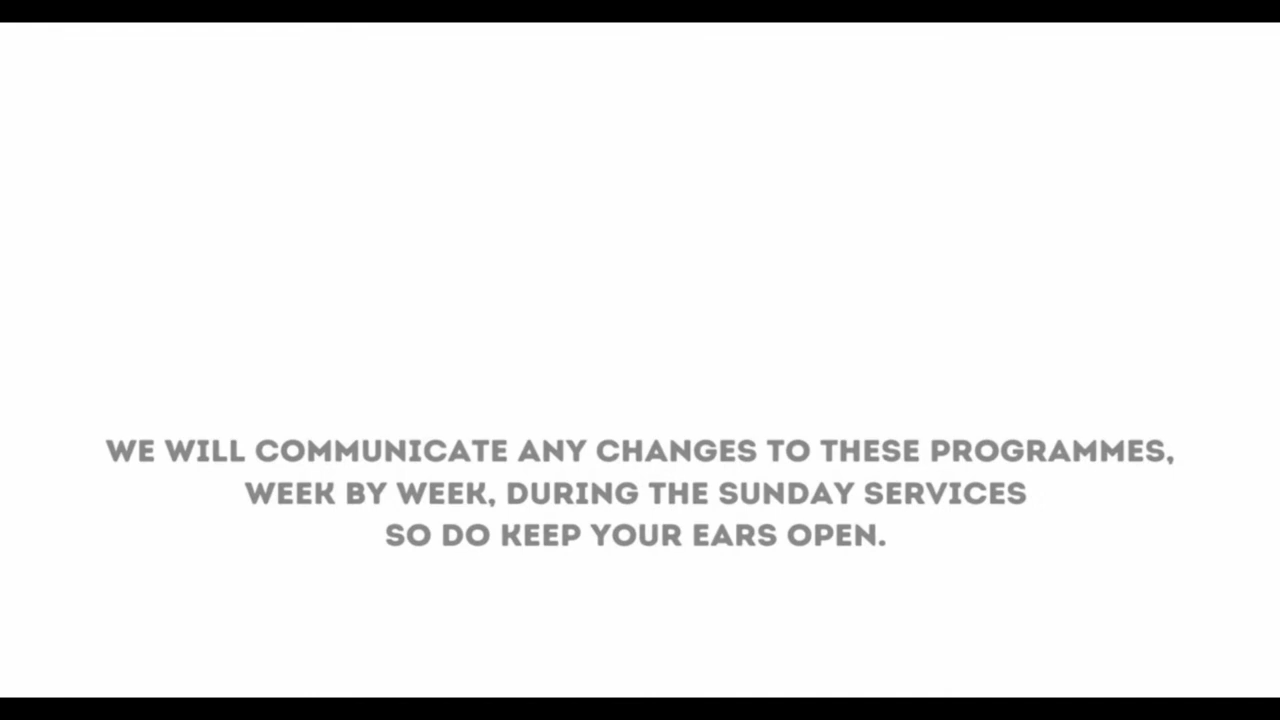 WE WILL COMMUNICATE ANY CHANGES TO THESE PROGRAMMES,
WEEK BY WEEK, DURING THE SUNDAY SERVICES
SO DO KEEP YOUR EARS OPEN.